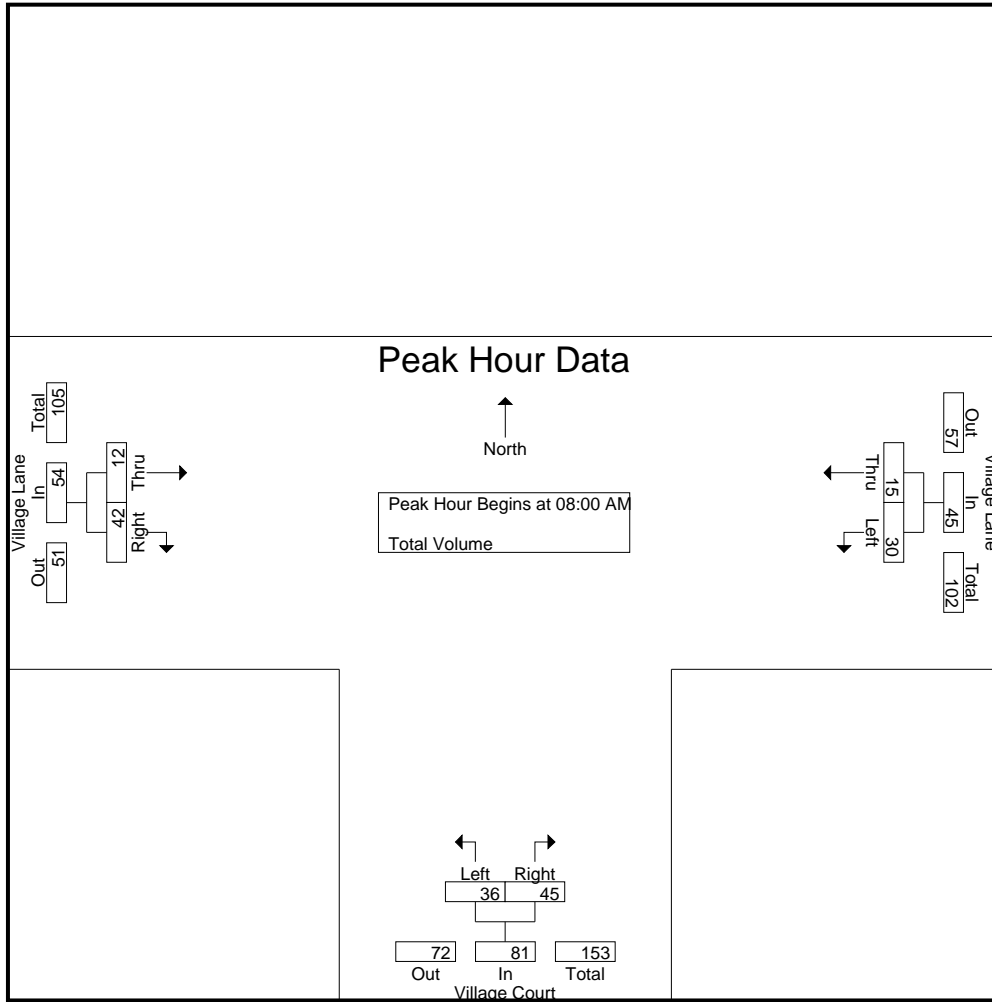 Peak Hour Data
North
Peak Hour Begins at 08:00 AM
Total Volume
Village Lane
Out In Total
51 54 105
Right Thru
42 12
Village Lane
Out In Total
57 45 102
Thru Left
15 30
Left Right
36 45
72 81 153
Out In Total
Village Court